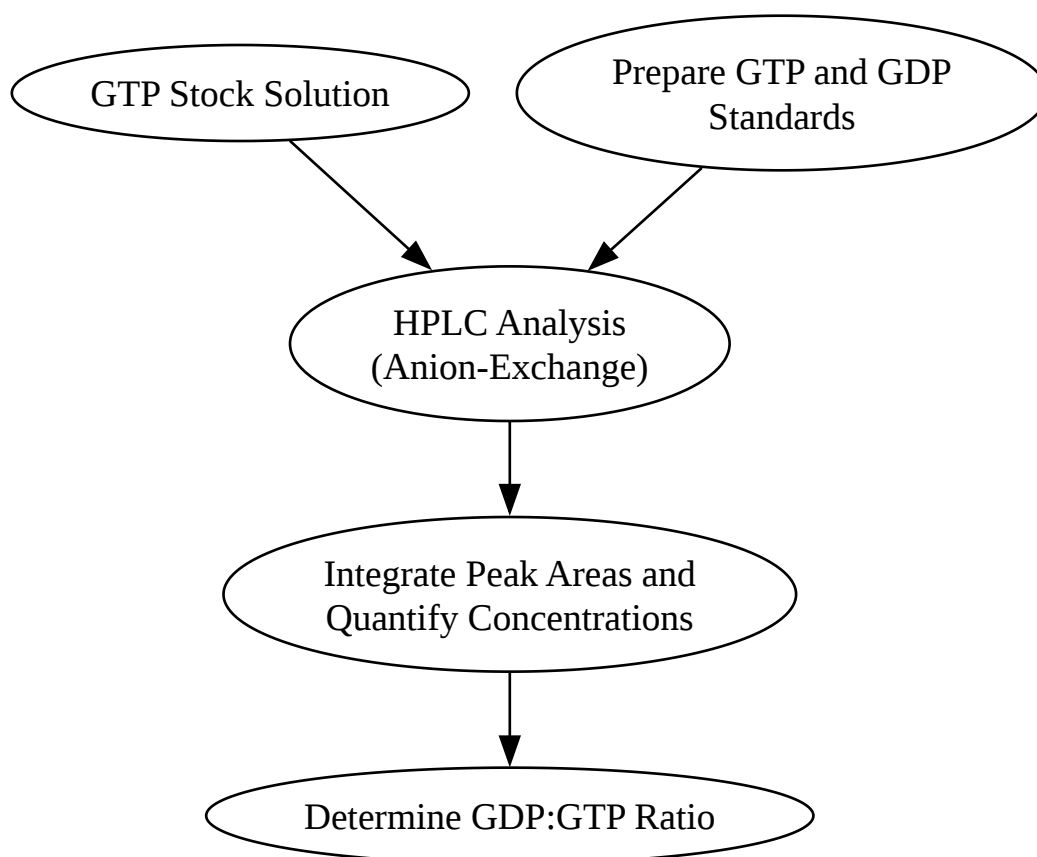 GTP Stock Solution
Prepare GTP and GDP
Standards
HPLC Analysis
(Anion-Exchange)
Integrate Peak Areas and
Quantify Concentrations
Determine GDP:GTP Ratio